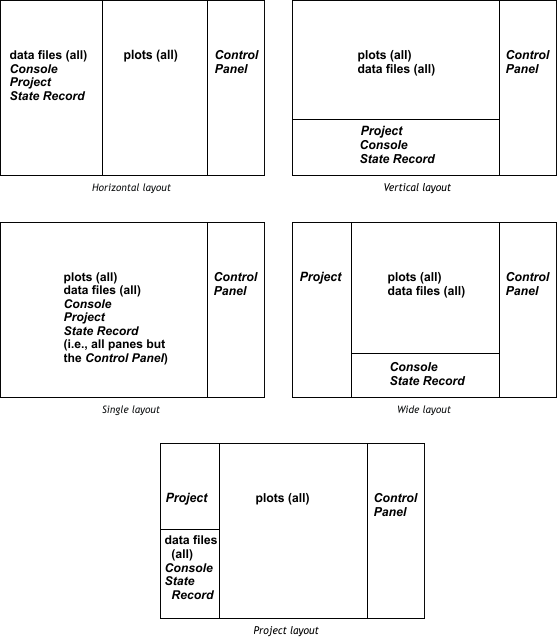 data files (all)
Console
Project
State Record
plots (all)
Control
Panel
Horizontal layout
plots (all)
data files (all)
Project
Console
State Record
Control
Panel
Vertical layout
plots (all)
data files (all)
Console
Project
State Record
(i.e., all panes but
the Control Panel)
Control
Panel
Single layout
Project
plots (all)
data files (all)
Console
State Record
Control
Panel
Wide layout
Project
data files
(all)
Console
State
Record
plots (all)
Control
Panel
Project layout